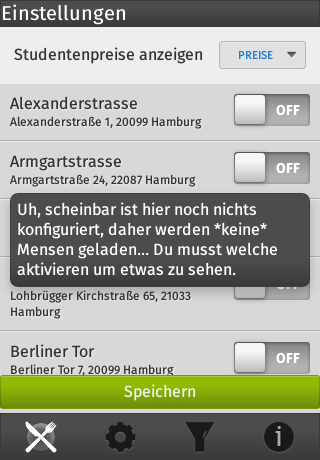 Einstellungen
Studentenpreise anzeigen
PREISE
Alexanderstrasse
Alexanderstraße 1, 20099 Hamburg
OFF
Armgartstrasse
Armgartstraße 24, 22087 Hamburg
OFF
Uh, scheinbar ist hier noch nichts
konfiguriert, daher werden *keine*
Mensen geladen... Du musst welche
aktivieren um etwas zu sehen.
Lohbrügger Kirchstraße 65, 21033
Hamburg
Berliner Tor
Berliner Tor 7, 20099 Hamburg
OFF
Speichern